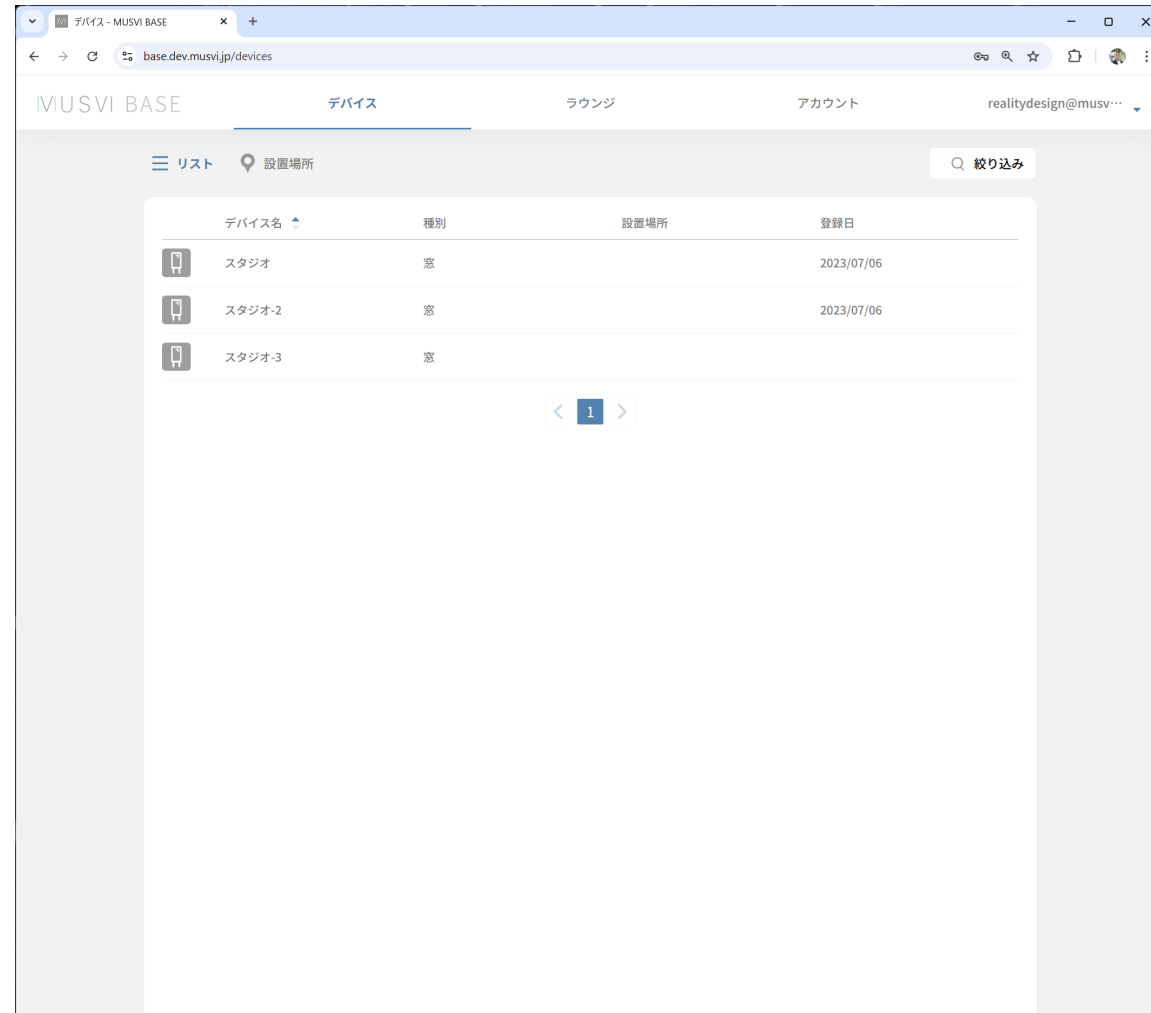 デバイス - MUSVI BASE
base.dev.musvi.jp/devices
MUSVI BASE デバイス ラウンジ アカウント realitydesign@musv…
リスト 設置場所 絞り込み
デバイス名 種別 設置場所 登録日
スタジオ 窓 2023/07/06
スタジオ-2 窓 2023/07/06
スタジオ-3 窓
1